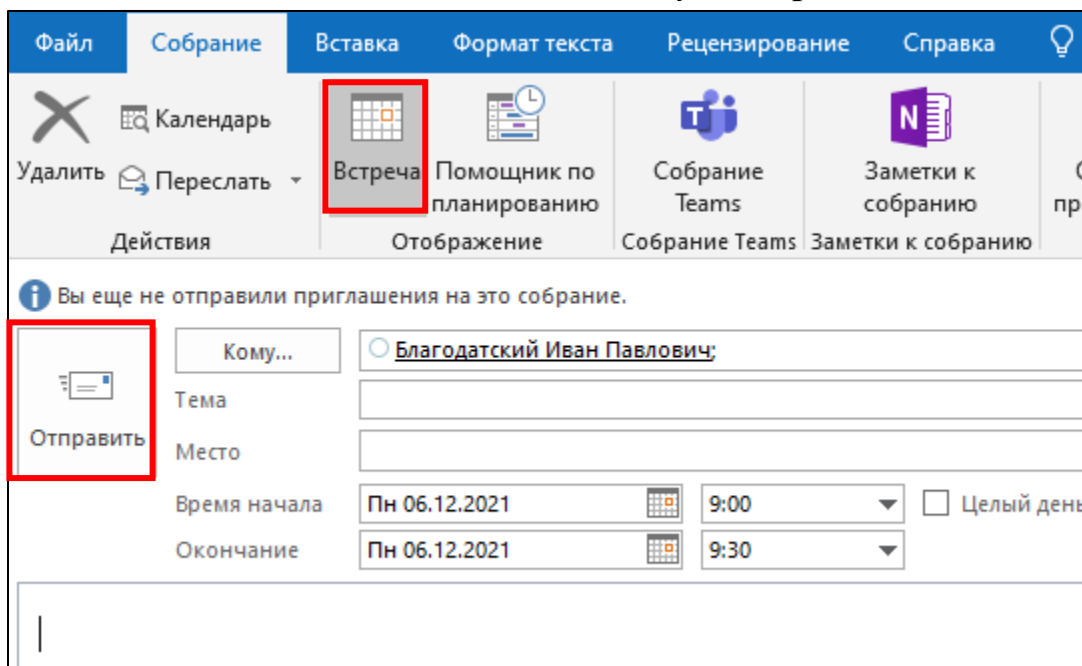 Файл Собрание Вставка Формат текста Рецензирование Справка
Календарь
Удалить Переслать Встреча Помощник по планированию Собрание Teams Заметки к собранию
Действия Отображение Собрание Teams Заметки к собранию
Вы еще не отправили приглашения на это собрание.
Отправить
Кому... Благодатский Иван Павлович;
Тема
Место
Время начала Пн 06.12.2021 9:00 Целый день
Окончание Пн 06.12.2021 9:30